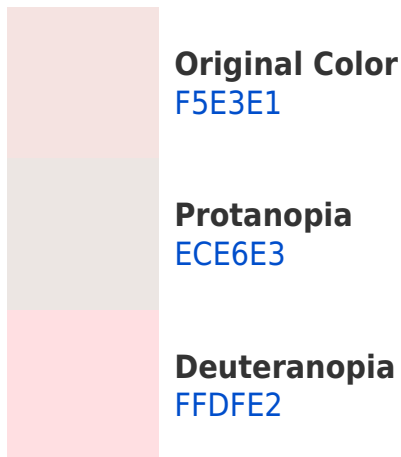 Original Color
F5E3E1
Protanopia
ECE6E3
Deuteranopia
FFDFE2